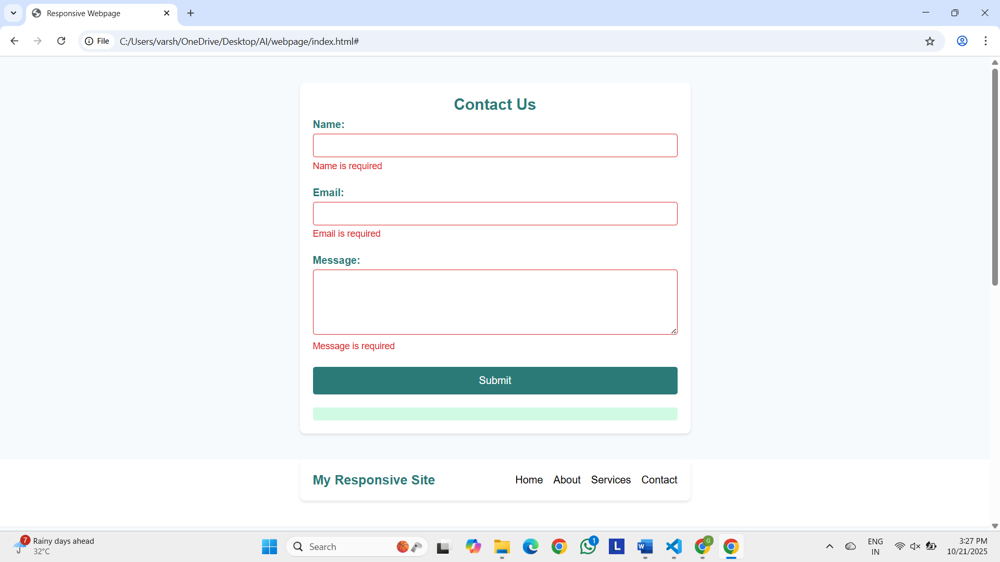 Responsive Webpage
File C:/Users/varsh/OneDrive/Desktop/AI/webpage/index.html#
Contact Us
Name:
Name is required
Email:
Email is required
Message:
Message is required
Submit
My Responsive Site Home About Services Contact
7 Rainy days ahead
32°C
Search
L
W
1
G
ENG
IN
3:27 PM
10/21/2025